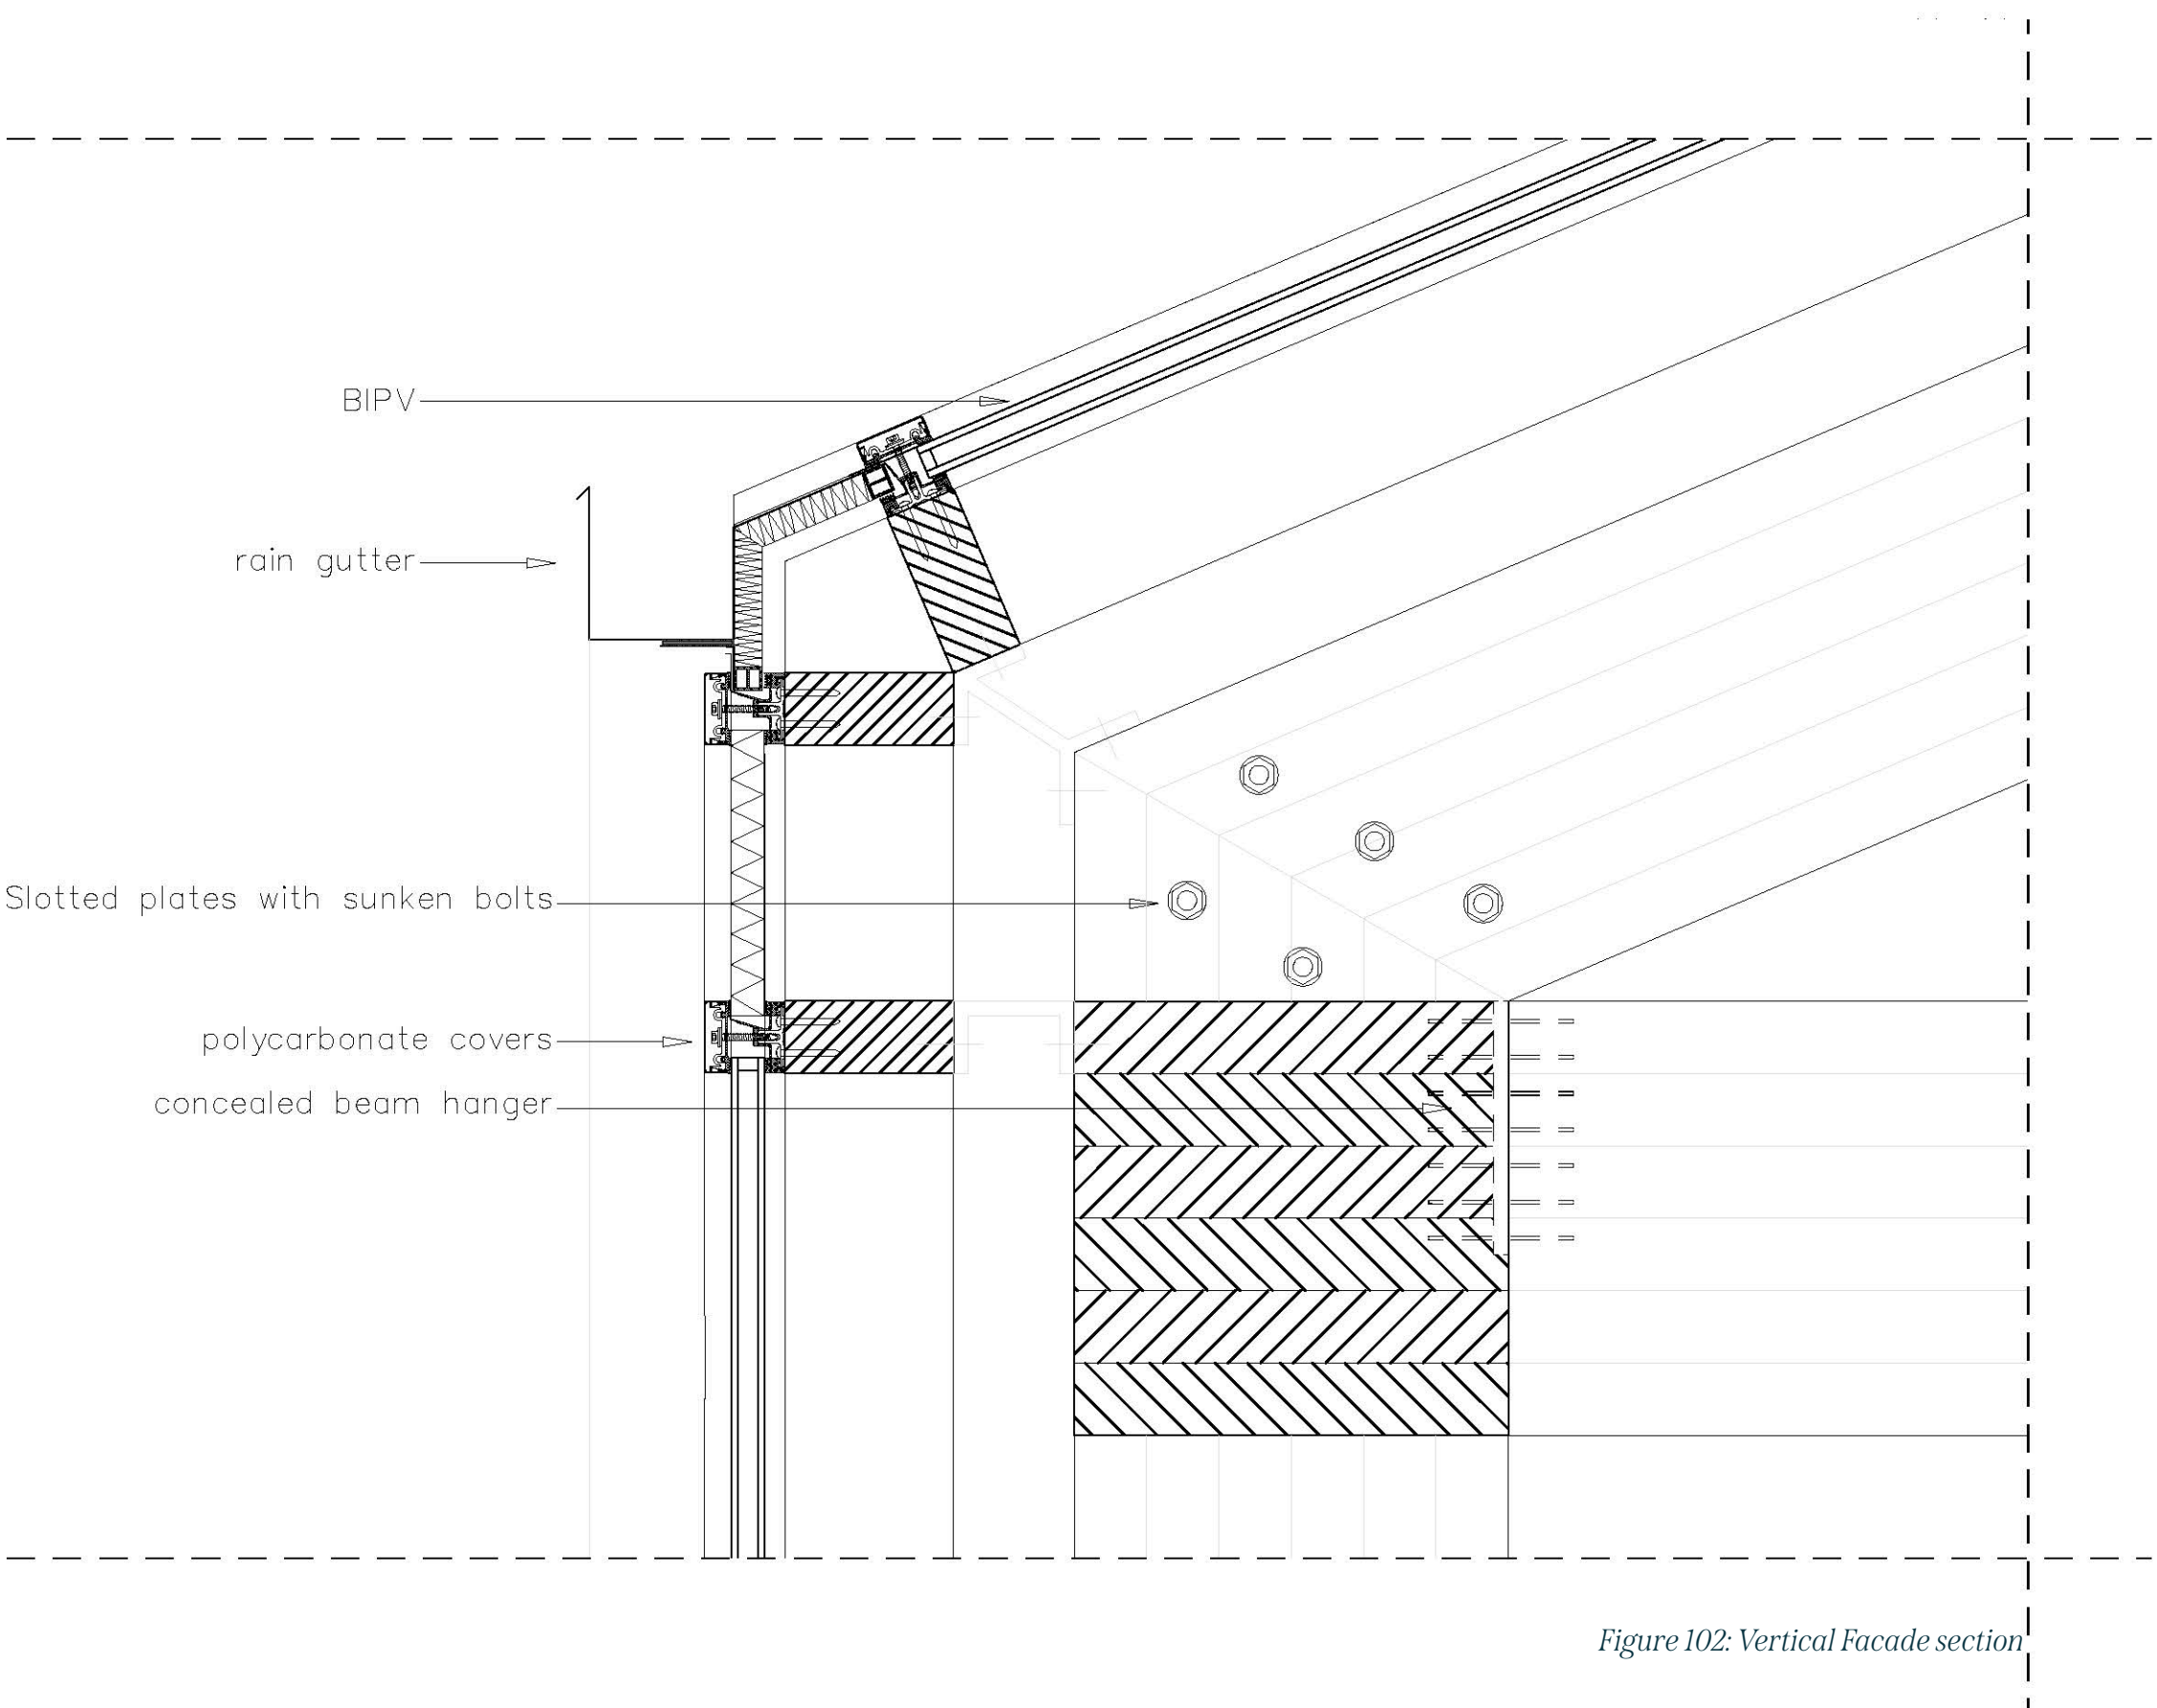 BIPV
rain gutter
Slotted plates with sunken bolts
polycarbonate covers
concealed beam hanger
Figure 102: Vertical Facade section